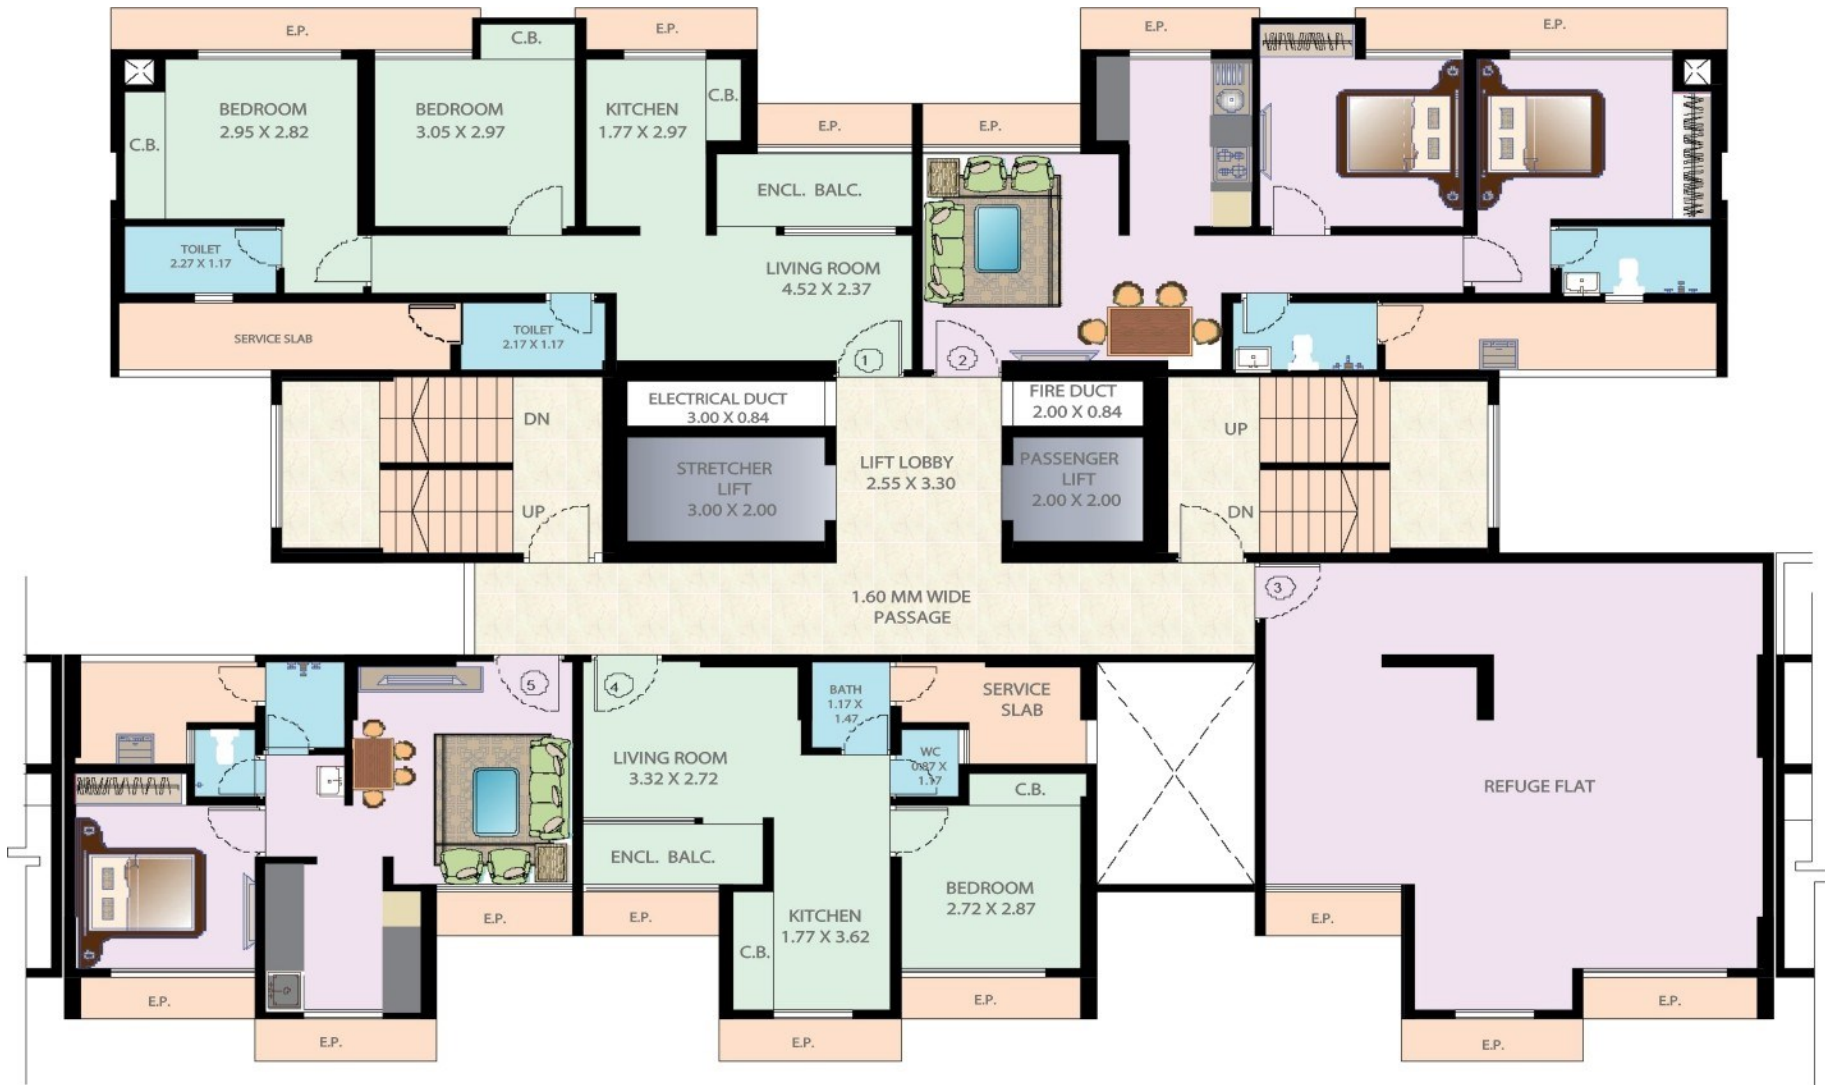 E.P.
E.P.
E.P.
E.P.
C.B.
BEDROOM
2.95 X 2.82
BEDROOM
3.05 X 2.97
KITCHEN
1.77 X 2.97
C.B.
C.B.
E.P.
E.P.
ENCL. BALC.
TOILET
2.27 X 1.17
LIVING ROOM
4.52 X 2.37
SERVICE SLAB
TOILET
2.17 X 1.17
1
2
ELECTRICAL DUCT
3.00 X 0.84
FIRE DUCT
2.00 X 0.84
DN
UP
STRETCHER
LIFT
3.00 X 2.00
LIFT LOBBY
2.55 X 3.30
PASSENGER
LIFT
2.00 X 2.00
UP
DN
1.60 MM WIDE
PASSAGE
3
5
4
BATH
1.17 X
1.47
SERVICE
SLAB
LIVING ROOM
3.32 X 2.72
WC
0.87 X
1.17
C.B.
REFUGE FLAT
ENCL. BALC.
BEDROOM
2.72 X 2.87
KITCHEN
1.77 X 3.62
C.B.
E.P.
E.P.
E.P.
E.P.
E.P.
E.P.
E.P.
E.P.
E.P.